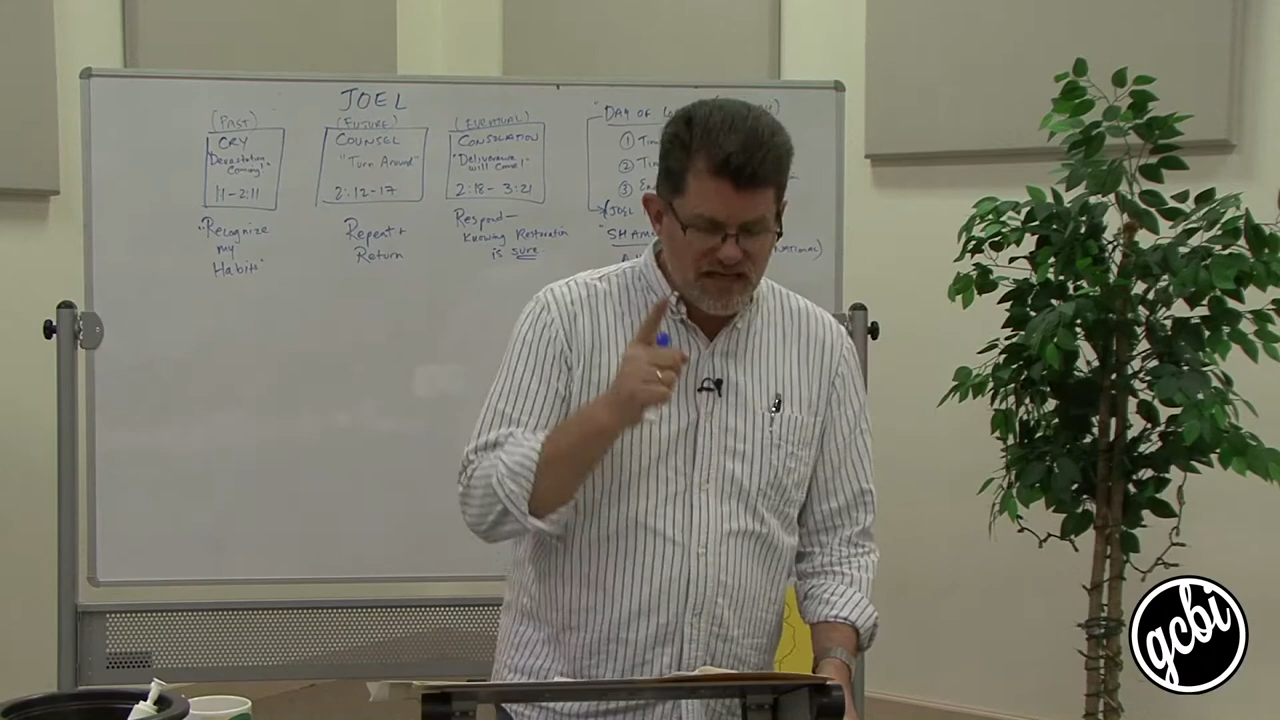 JOEL
(PAST)
CRY
"Devastation
Coming!"
1:1-2:11
"Recognize
my
Habits"
(FUTURE)
COUNSEL
"Turn Around"
2:12-17
Repent +
Return
(EVENTUAL)
CONSOLATION
"Deliverance
will Come!"
2:18-3:21
Respond-
Knowing Restoration
is sure
"DAY OF
①
②
③
JOEL
gcbi